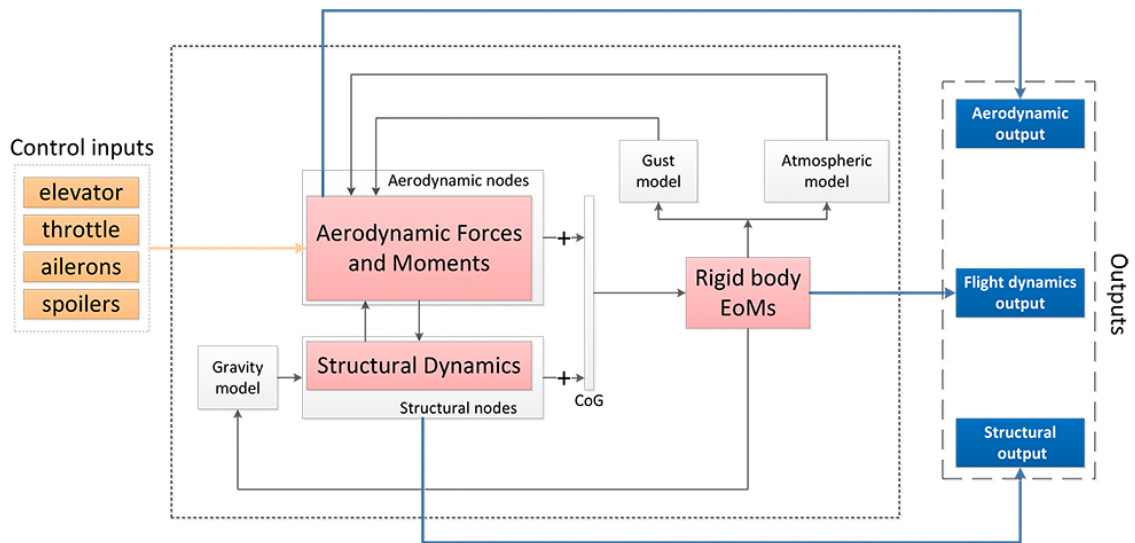 Control inputs
elevator
throttle
ailerons
spoilers
Aerodynamic nodes
Aerodynamic Forces
and Moments
Gravity
model
Structural Dynamics
Structural nodes
+
+
CoG
Gust
model
Atmospheric
model
Rigid body
EoMs
Aerodynamic
output
Flight dynamics
output
Structural
output
Outputs